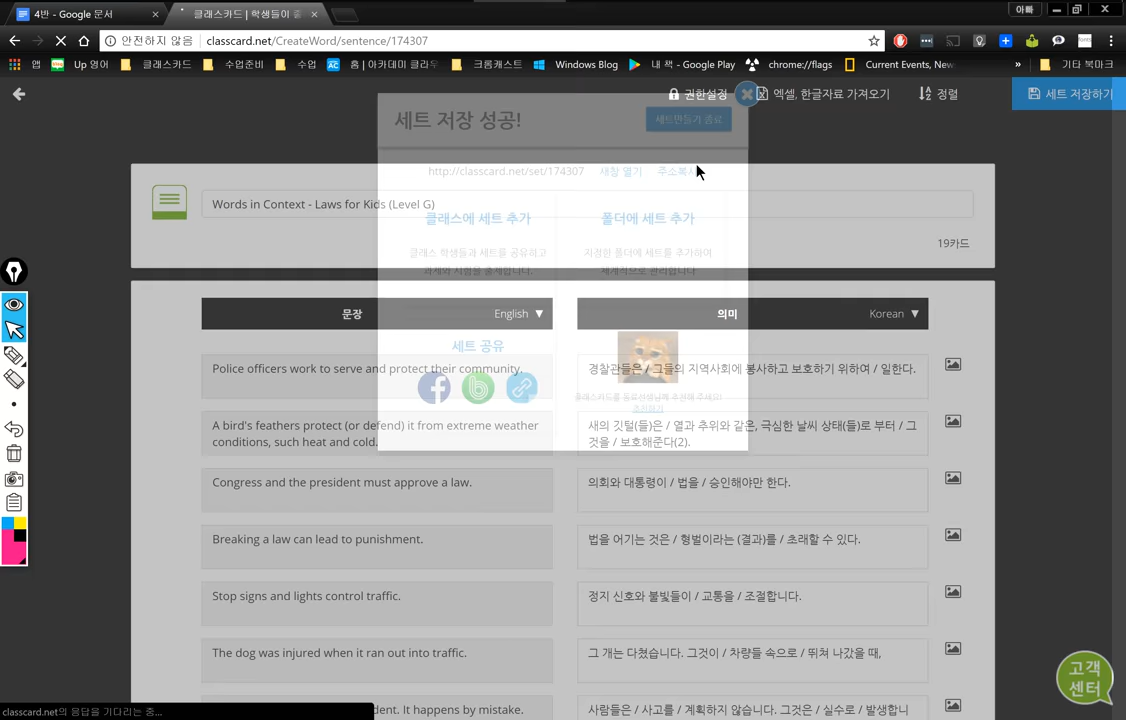 4반 - Google 문서
클래스카드 | 학생들이 좋
아빠
안전하지 않음
classcard.net/CreateWord/sentence/174307
앱
Up 영어
클래스카드
수업준비
수업
홈 | 아카데미 클라우
크롬캐스트
Windows Blog
내 책 - Google Play
chrome://flags
Current Events, New
»
기타 북마크
권한설정
엑셀, 한글자료 가져오기
정렬
세트 저장하기
세트 저장 성공!
세트만들기 종료
http://classcard.net/set/174307
새창 열기
주소복사
Words in Context - Laws for Kids (Level G)
19카드
클래스에 세트 추가
폴더에 세트 추가
클래스 학생들과 세트를 공유하고
과제와 시험을 출제합니다.
지정한 폴더에 세트를 추가하여
체계적으로 관리합니다
문장
English ▼
의미
Korean ▼
세트 공유
클래스카드를 동료선생님께 추천해 주세요!
추천하기
Police officers work to serve and protect their community.
경찰관들은 / 그들의 지역사회에 봉사하고 보호하기 위하여 / 일한다.
A bird's feathers protect (or defend) it from extreme weather
conditions, such heat and cold.
새의 깃털(들)은 / 열과 추위와 같은, 극심한 날씨 상태(들)로 부터 / 그
것을 / 보호해준다(2).
Congress and the president must approve a law.
의회와 대통령이 / 법을 / 승인해야만 한다.
Breaking a law can lead to punishment.
법을 어기는 것은 / 형벌이라는 (결과)를 / 초래할 수 있다.
Stop signs and lights control traffic.
정지 신호와 불빛들이 / 교통을 / 조절합니다.
The dog was injured when it ran out into traffic.
그 개는 다쳤습니다. 그것이 / 차량들 속으로 / 뛰쳐 나갔을 때,
dent. It happens by mistake.
사람들은 / 사고를 / 계획하지 않습니다. 그것은 / 실수로 / 발생합니
고객
센터
classcard.net의 응답을 기다리는 중...